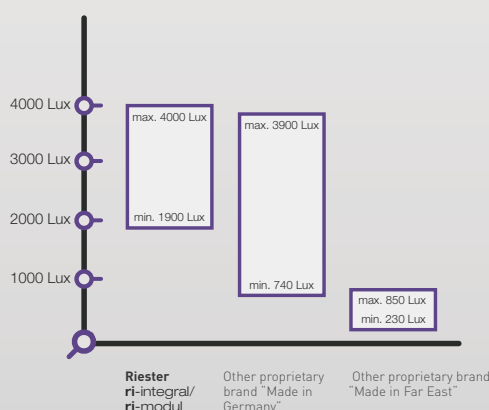 4000 Lux
3000 Lux
2000 Lux
1000 Lux
max. 4000 Lux
min. 1900 Lux
max. 3900 Lux
min. 740 Lux
max. 850 Lux
min. 230 Lux
Riester
ri-integral/
ri-modul
Other proprietary
brand “Made in
Germany”
Other proprietary brand
“Made in Far East”